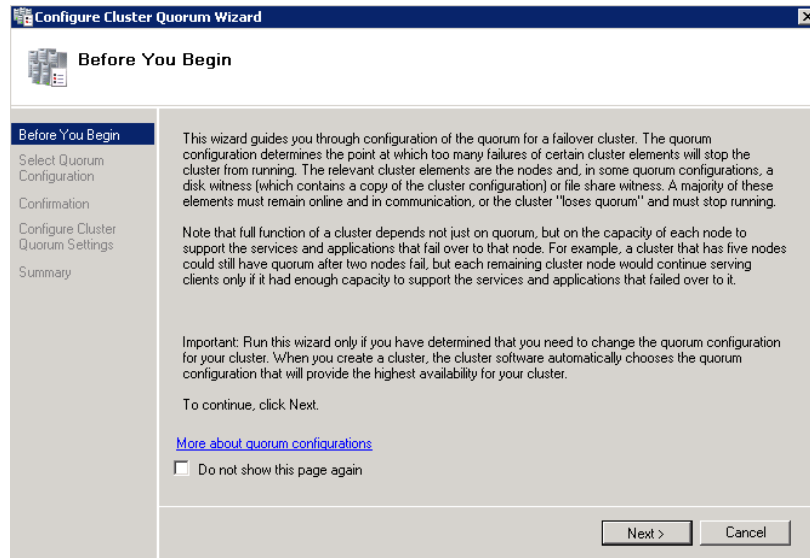 Configure Cluster Quorum Wizard
Before You Begin
Before You Begin
Select Quorum
Configuration
Confirmation
Configure Cluster
Quorum Settings
Summary
This wizard guides you through configuration of the quorum for a failover cluster. The quorum
configuration determines the point at which too many failures of certain cluster elements will stop the
cluster from running. The relevant cluster elements are the nodes and, in some quorum configurations, a
disk witness (which contains a copy of the cluster configuration) or file share witness. A majority of these
elements must remain online and in communication, or the cluster "loses quorum" and must stop running.
Note that full function of a cluster depends not just on quorum, but on the capacity of each node to
support the services and applications that fail over to that node. For example, a cluster that has five nodes
could still have quorum after two nodes fail, but each remaining cluster node would continue serving
clients only if it had enough capacity to support the services and applications that failed over to it.
Important: Run this wizard only if you have determined that you need to change the quorum configuration
for your cluster. When you create a cluster, the cluster software automatically chooses the quorum
configuration that will provide the highest availability for your cluster.
To continue, click Next.
More about quorum configurations
Do not show this page again
Next >
Cancel